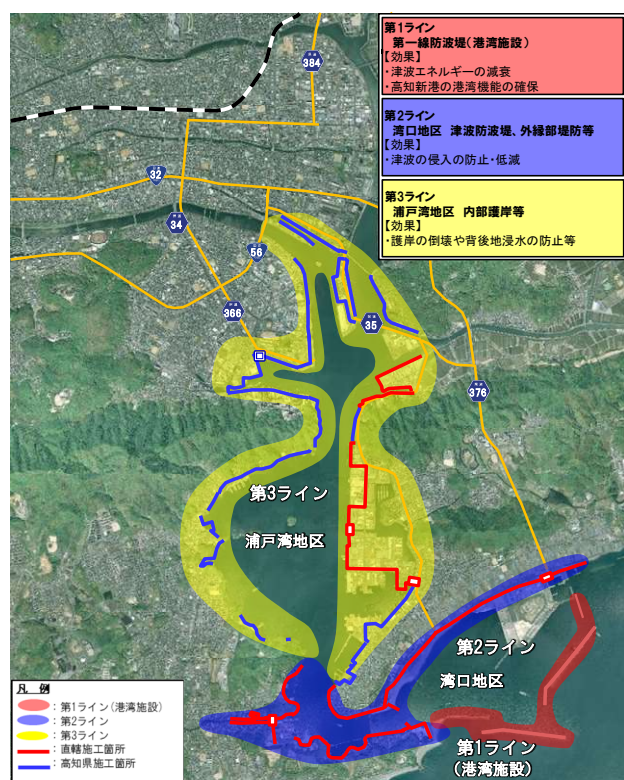 第1ライン
第一線防波堤(港湾施設)
【効果】
・津波エネルギーの減衰
・高知新港の港湾機能の確保
第2ライン
湾口地区 津波防波堤、外縁部堤防等
【効果】
・津波の侵入の防止・低減
第3ライン
浦戸湾地区 内部護岸等
【効果】
・護岸の倒壊や背後地浸水の防止等
384
32
34
56
366
35
376
第3ライン
浦戸湾地区
第2ライン
湾口地区
第1ライン
(港湾施設)
凡 例
:第1ライン(港湾施設)
:第2ライン
:第3ライン
:直轄施工箇所
:高知県施工箇所